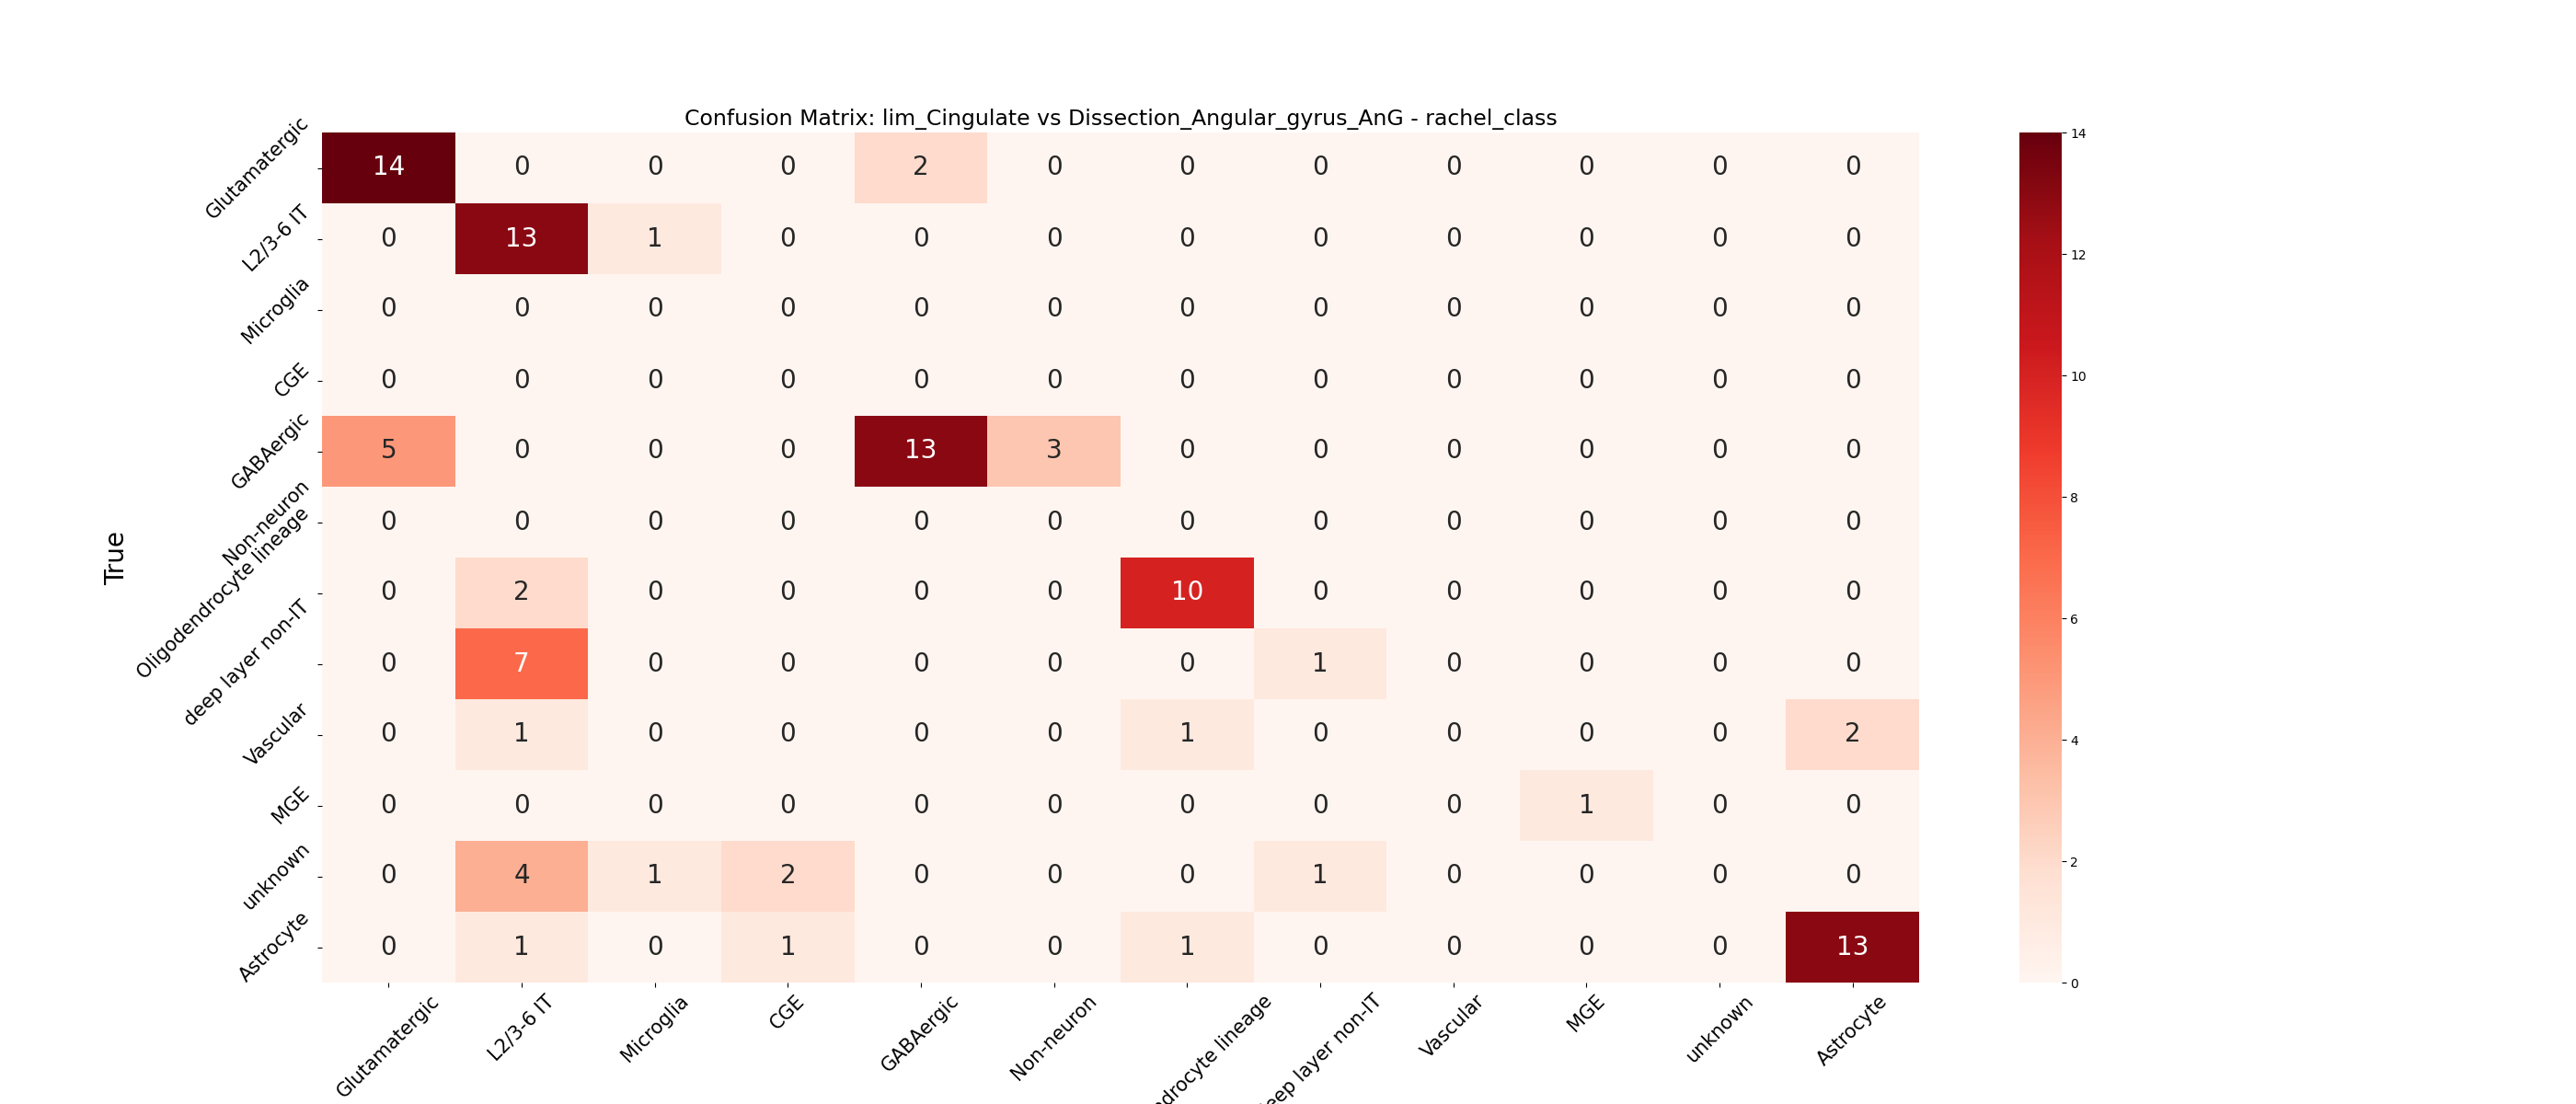 Confusion Matrix: lim_Cingulate vs Dissection_Angular_gyrus_AnG - rachel_class
True
Glutamatergic 14 0 0 0 2 0 0 0 0 0 0 0
L2/3-6 IT 0 13 1 0 0 0 0 0 0 0 0 0
Microglia 0 0 0 0 0 0 0 0 0 0 0 0
CGE 0 0 0 0 0 0 0 0 0 0 0 0
GABAergic 5 0 0 0 13 3 0 0 0 0 0 0
Non-neuron 0 0 0 0 0 0 0 0 0 0 0 0
Oligodendrocyte lineage 0 2 0 0 0 0 10 0 0 0 0 0
deep layer non-IT 0 7 0 0 0 0 0 1 0 0 0 0
Vascular 0 1 0 0 0 0 1 0 0 0 0 2
MGE 0 0 0 0 0 0 0 0 0 1 0 0
unknown 0 4 1 2 0 0 0 1 0 0 0 0
Astrocyte 0 1 0 1 0 0 1 0 0 0 0 13
Glutamatergic L2/3-6 IT Microglia CGE GABAergic Non-neuron lineage layer non-IT Vascular MGE unknown Astrocyte
14
12
10
8
6
4
2
0